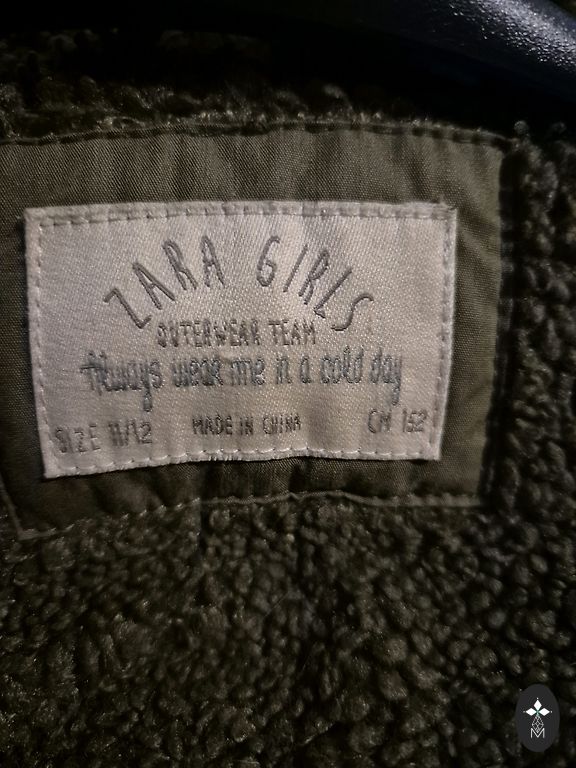 ZARA GIRLS
OUTERWEAR TEAM
Always wear me in a cold day
SIZE 11/12 MADE IN CHINA CM 152
M